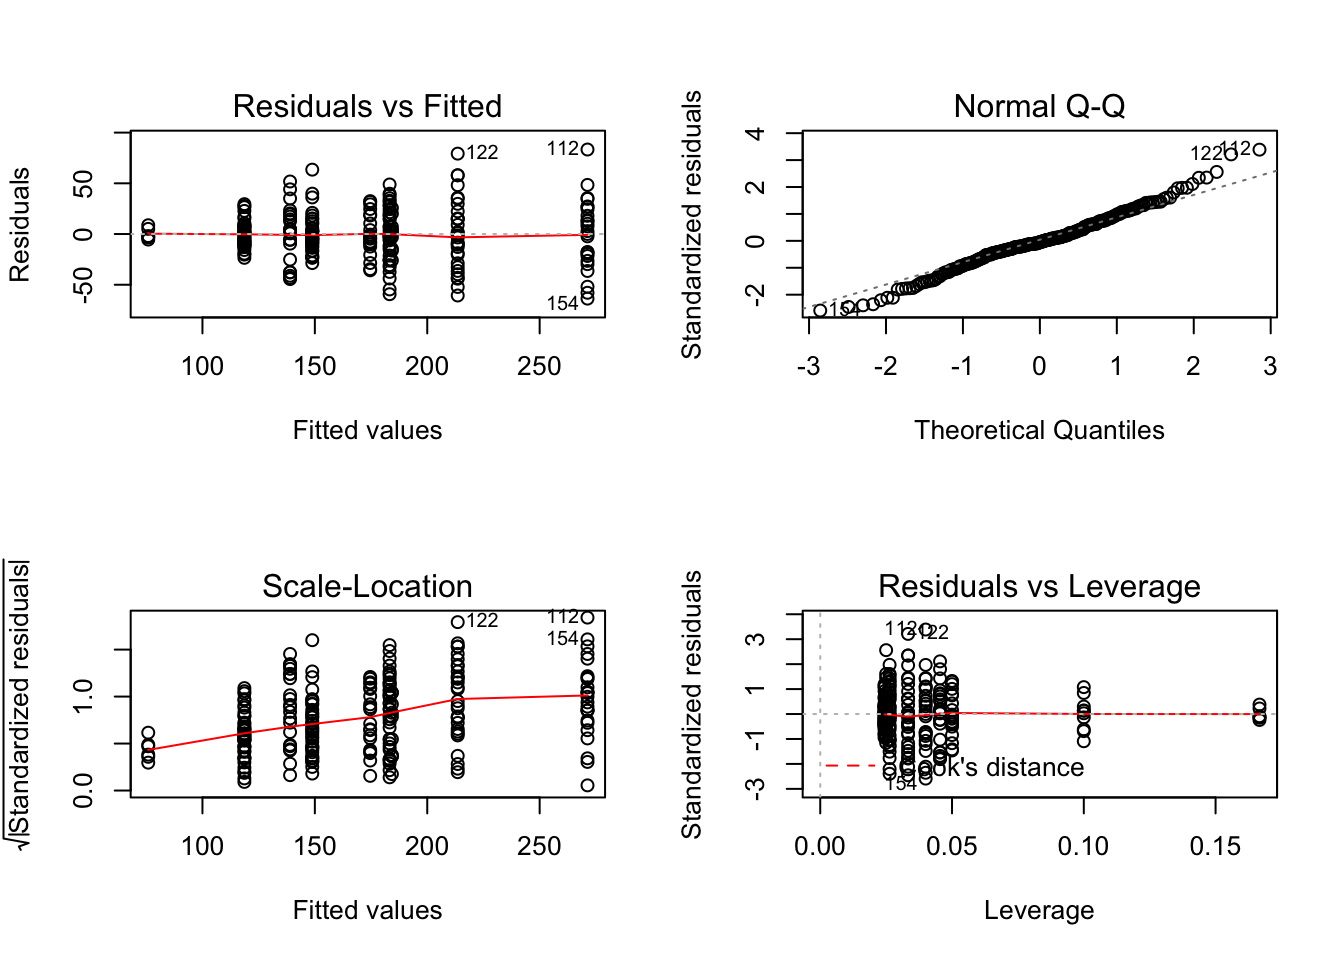 Residuals vs Fitted
Residuals
-50 0 50
122
112
154
100 150 200 250
Fitted values
Normal Q-Q
Standardized residuals
-2 0 2 4
122
112
154
-3 -2 -1 0 1 2 3
Theoretical Quantiles
Scale-Location
√|Standardized residuals|
0.0 1.0
122
112
154
100 150 200 250
Fitted values
Residuals vs Leverage
Standardized residuals
-3 -1 1 3
112
122
154
ok's distance
0.00 0.05 0.10 0.15
Leverage